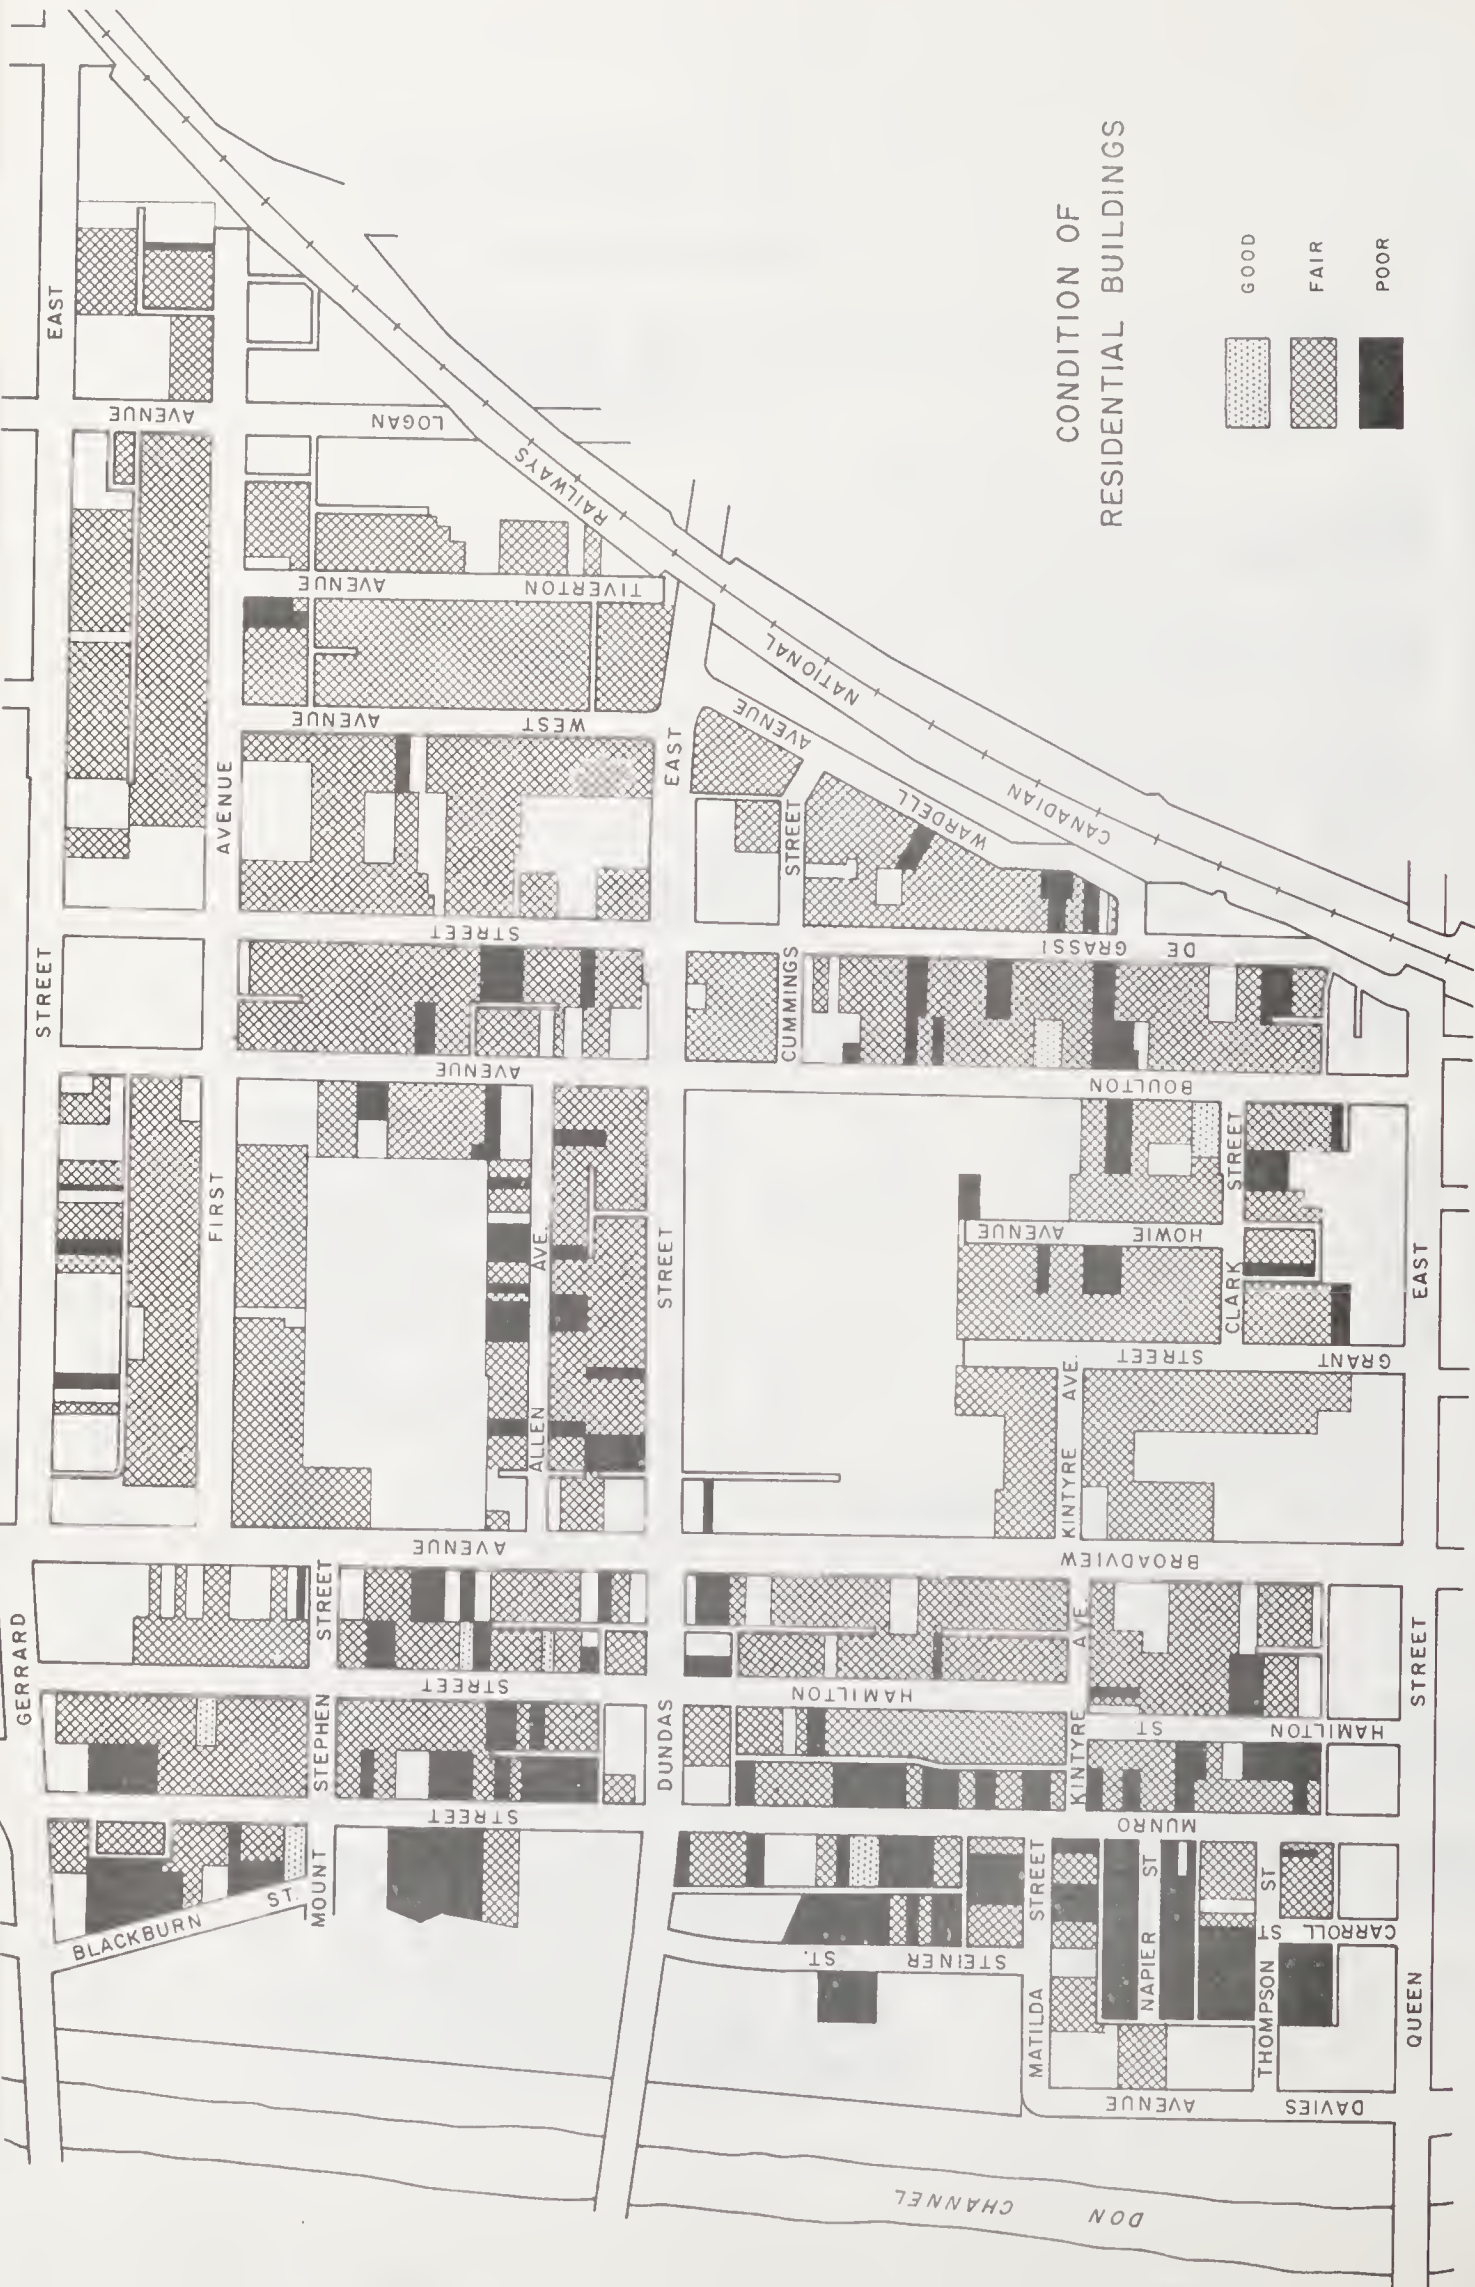 CONDITION OF
RESIDENTIAL BUILDINGS
GOOD
FAIR
POOR
GERRARD
STREET
EAST
FIRST
AVENUE
LOGAN
AVENUE
TIVERTON
AVENUE
WEST
AVENUE
CANADIAN
NATIONAL
RAILWAYS
DUNDAS
STREET
EAST
WARDELL
AVENUE
CUMMINGS
STREET
DE
GRASSI
STREET
BOULTON
AVENUE
ALLEN
AVE.
HOWIE
AVENUE
CLARK
STREET
GRANT
STREET
KINTYRE
AVE.
BROADVIEW
AVENUE
KINTYRE
AVE.
HAMILTON
ST
HAMILTON
STREET
MOUNT
STEPHEN
STREET
MUNRO
STREET
BLACKBURN
ST.
STEINER
ST.
MATILDA
STREET
NAPIER
ST
THOMPSON
ST
CARROLL
ST
DAVIES
AVENUE
QUEEN
STREET
EAST
DON
CHANNEL